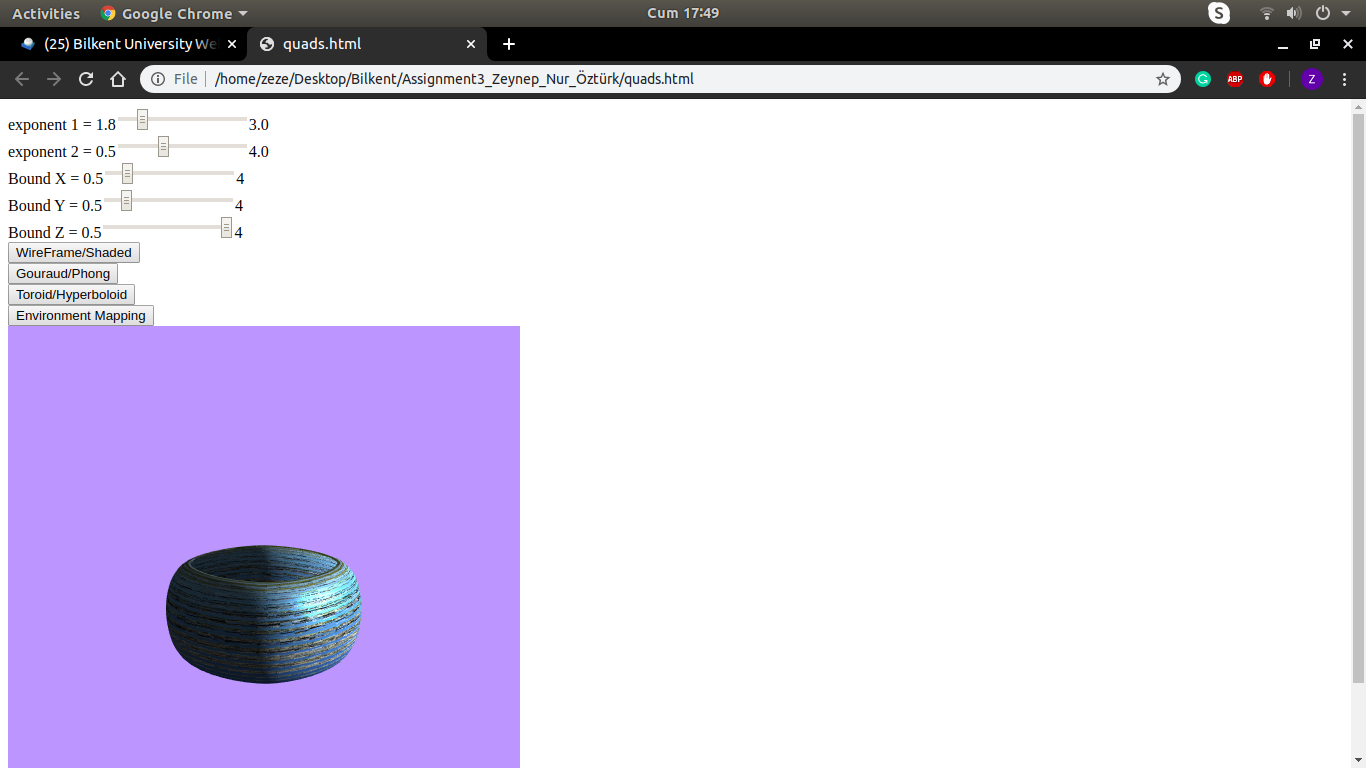 Activities Google Chrome Cum 17:49 S
(25) Bilkent University We quads.html
File /home/zeze/Desktop/Bilkent/Assignment3_Zeynep_Nur_Öztürk/quads.html G ABP Z
exponent 1 = 1.8 3.0
exponent 2 = 0.5 4.0
Bound X = 0.5 4
Bound Y = 0.5 4
Bound Z = 0.5 4
WireFrame/Shaded
Gouraud/Phong
Toroid/Hyperboloid
Environment Mapping